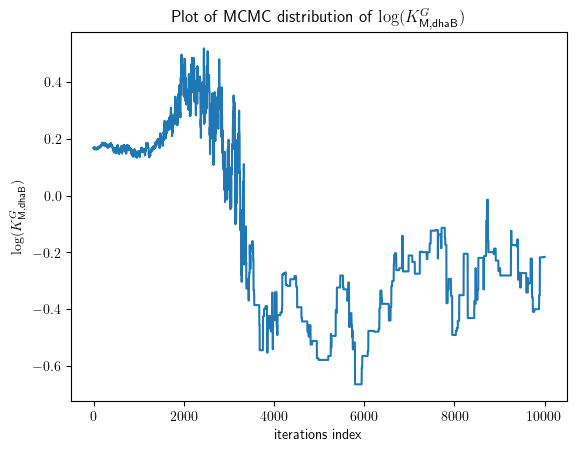 Plot of MCMC distribution of log(K^G_M,dhaB)
log(K^G_M,dhaB)
0.4
0.2
0.0
−0.2
−0.4
−0.6
0 2000 4000 6000 8000 10000
iterations index